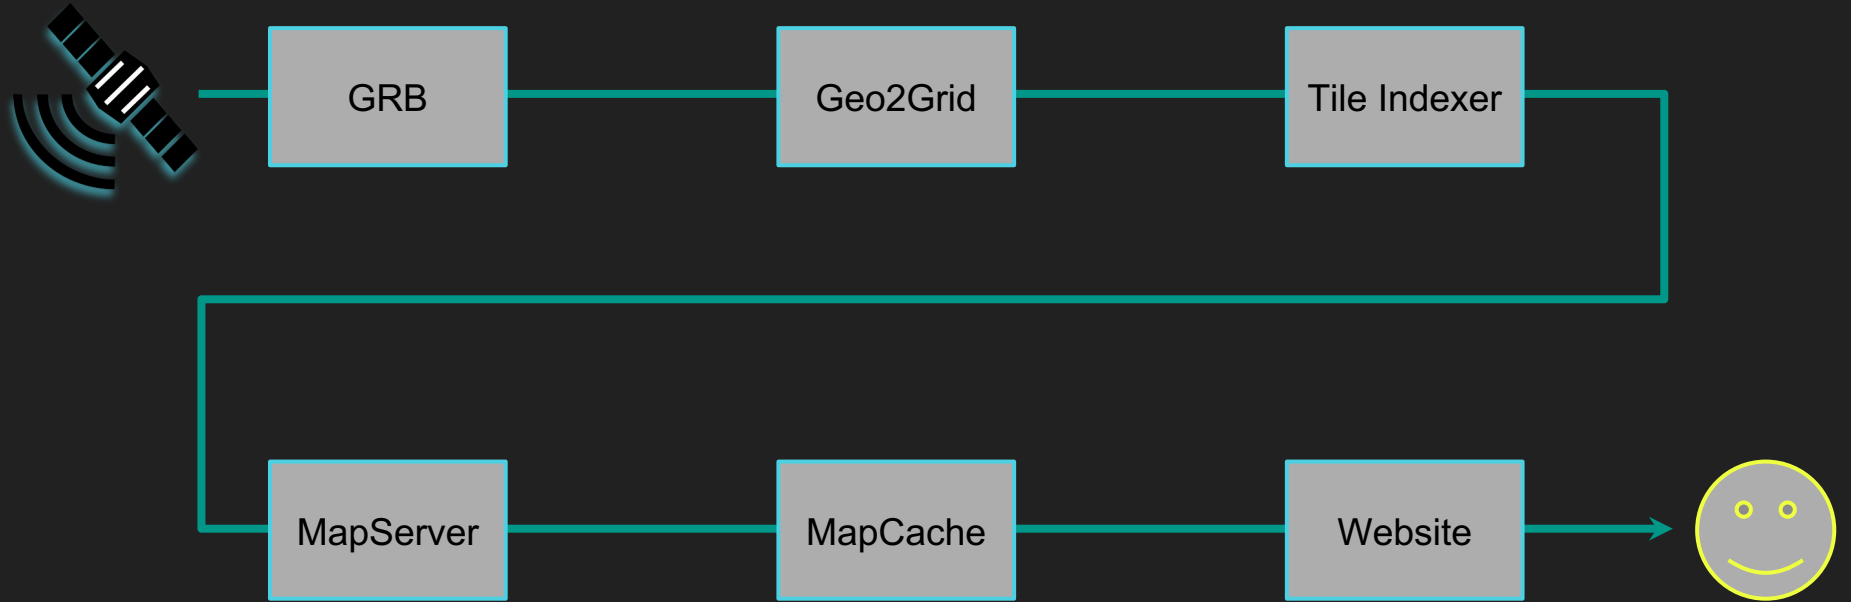 GRB
Geo2Grid
Tile Indexer
MapServer
MapCache
Website